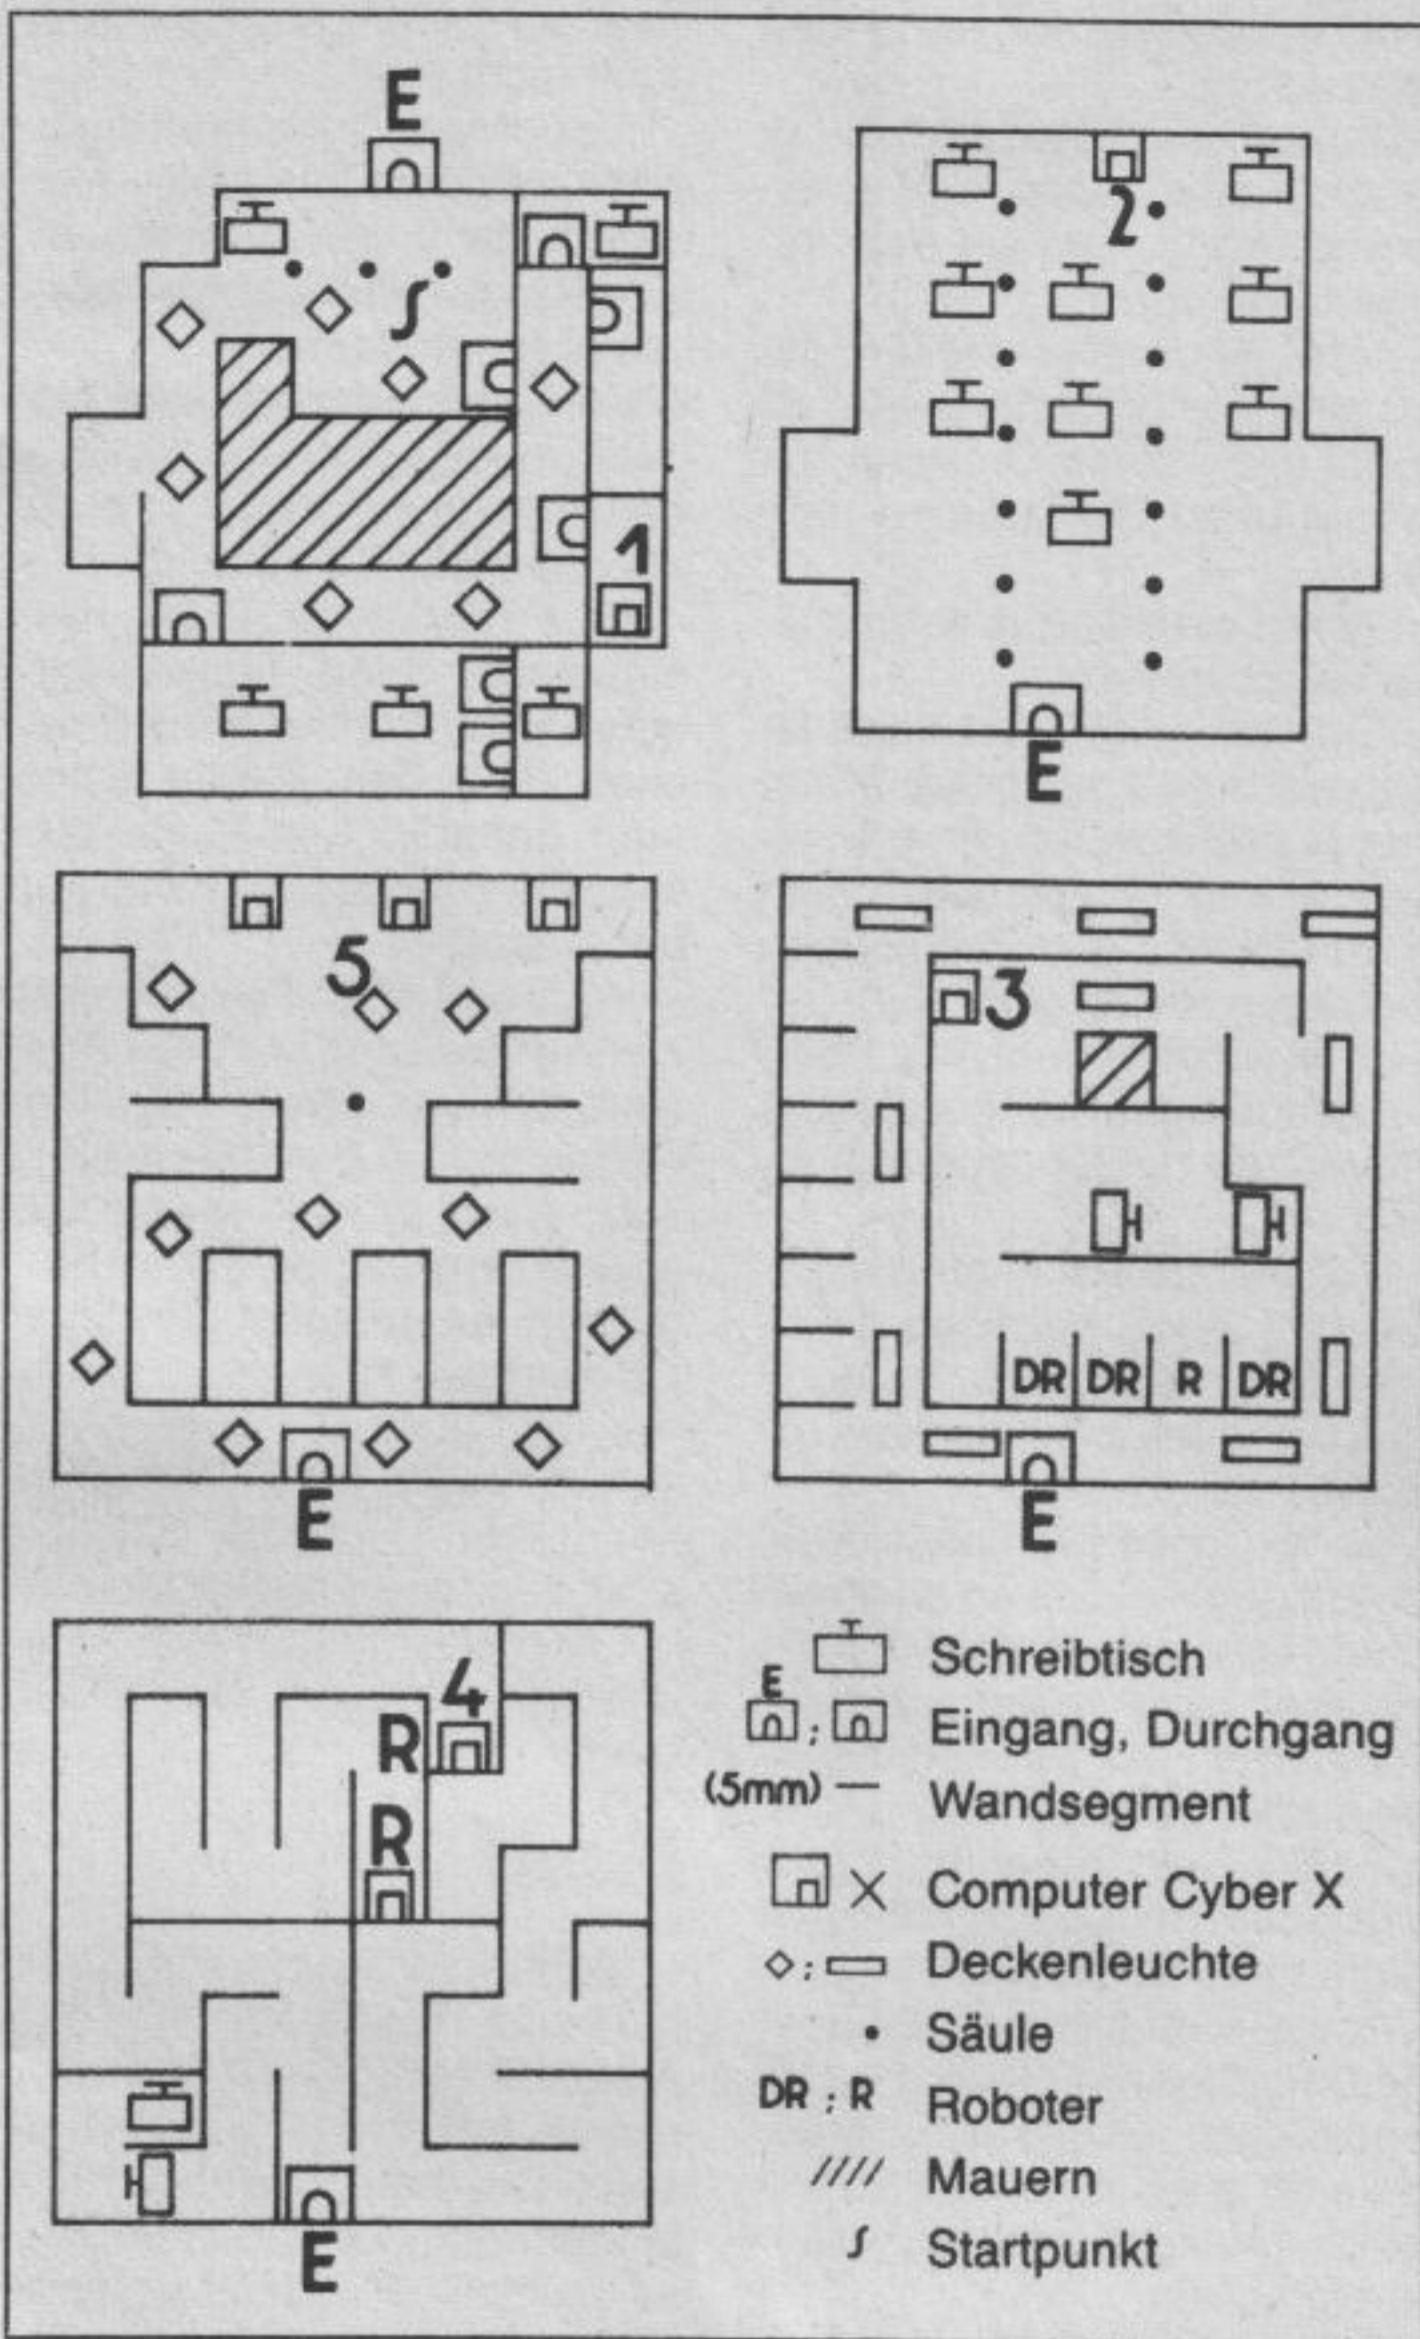 E
S
1
2
E
5
E
3
DR DR R DR
E
4
R
R
E
Schreibtisch
E
; Eingang, Durchgang
(5mm) — Wandsegment
X Computer Cyber X
; Deckenleuchte
Säule
DR ; R Roboter
//// Mauern
S Startpunkt